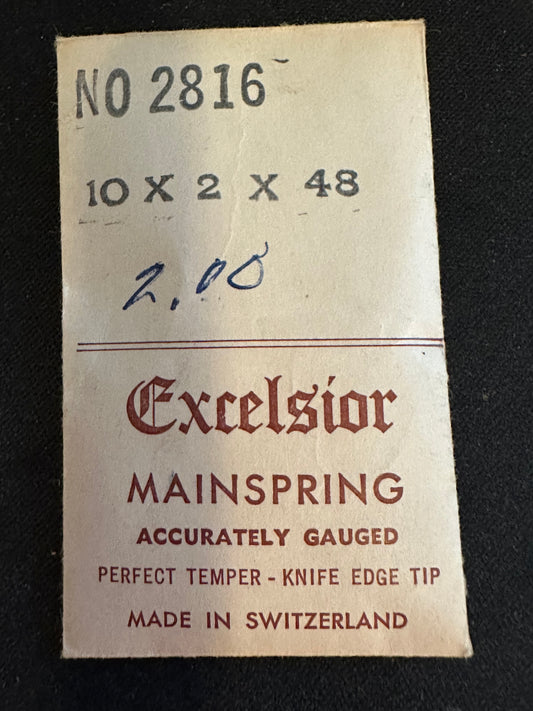 NO 2816
10 X 2 X 48
2.00
Excelsior
MAINSPRING
ACCURATELY GAUGED
PERFECT TEMPER - KNIFE EDGE TIP
MADE IN SWITZERLAND